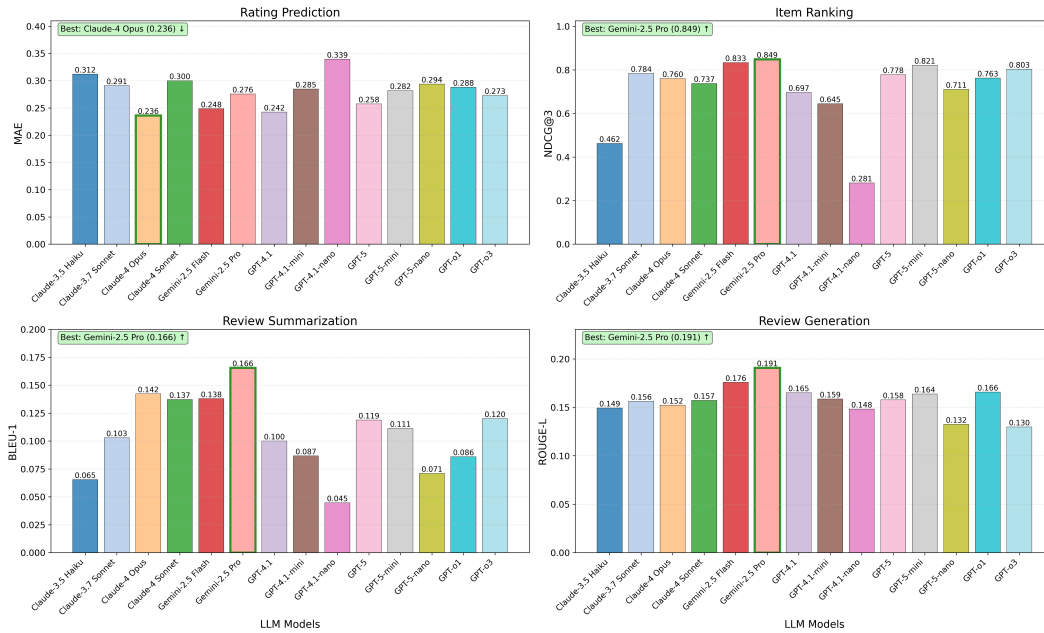 Rating Prediction
Best: Claude-4 Opus (0.236) ↓
MAE
0.40
0.35
0.30
0.25
0.20
0.15
0.10
0.05
0.00
0.312
0.291
0.236
0.300
0.248
0.276
0.242
0.285
0.339
0.258
0.282
0.294
0.288
0.273
Claude-3.5 Haiku
Claude-3.7 Sonnet
Claude-4 Opus
Claude-4 Sonnet
Gemini-2.5 Flash
Gemini-2.5 Pro
GPT-4.1
GPT-4.1-mini
GPT-4.1-nano
GPT-5
GPT-5-mini
GPT-5-nano
GPT-o1
GPT-o3
Item Ranking
Best: Gemini-2.5 Pro (0.849) ↑
NDCG@3
1.0
0.8
0.6
0.4
0.2
0.0
0.462
0.784
0.760
0.737
0.833
0.849
0.697
0.645
0.281
0.778
0.821
0.711
0.763
0.803
Claude-3.5 Haiku
Claude-3.7 Sonnet
Claude-4 Opus
Claude-4 Sonnet
Gemini-2.5 Flash
Gemini-2.5 Pro
GPT-4.1
GPT-4.1-mini
GPT-4.1-nano
GPT-5
GPT-5-mini
GPT-5-nano
GPT-o1
GPT-o3
Review Summarization
Best: Gemini-2.5 Pro (0.166) ↑
BLEU-1
0.200
0.175
0.150
0.125
0.100
0.075
0.050
0.025
0.000
0.065
0.103
0.142
0.137
0.138
0.166
0.100
0.087
0.045
0.119
0.111
0.071
0.086
0.120
Claude-3.5 Haiku
Claude-3.7 Sonnet
Claude-4 Opus
Claude-4 Sonnet
Gemini-2.5 Flash
Gemini-2.5 Pro
GPT-4.1
GPT-4.1-mini
GPT-4.1-nano
GPT-5
GPT-5-mini
GPT-5-nano
GPT-o1
GPT-o3
LLM Models
Review Generation
Best: Gemini-2.5 Pro (0.191) ↑
ROUGE-L
0.20
0.15
0.10
0.05
0.00
0.149
0.156
0.152
0.157
0.176
0.191
0.165
0.159
0.148
0.158
0.164
0.132
0.166
0.130
Claude-3.5 Haiku
Claude-3.7 Sonnet
Claude-4 Opus
Claude-4 Sonnet
Gemini-2.5 Flash
Gemini-2.5 Pro
GPT-4.1
GPT-4.1-mini
GPT-4.1-nano
GPT-5
GPT-5-mini
GPT-5-nano
GPT-o1
GPT-o3
LLM Models